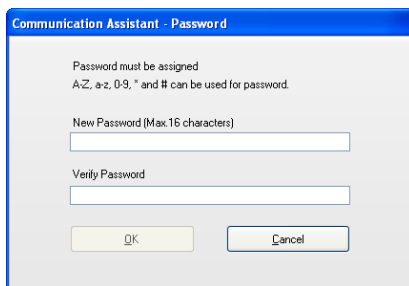 Communication Assistant - Password
Password must be assigned
A-Z, a-z, 0-9, * and # can be used for password.
New Password (Max.16 characters)
Verify Password
OK
Cancel